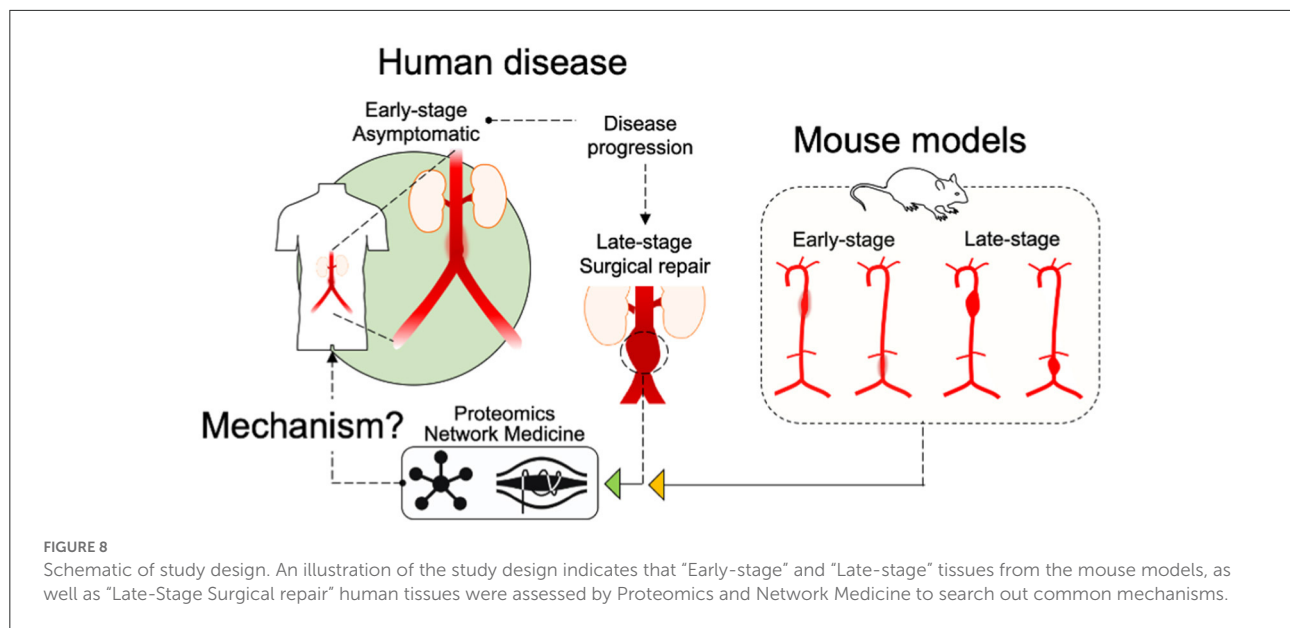 Human disease
Early-stage
Asymptomatic
Disease
progression
Late-stage
Surgical repair
Mouse models
Early-stage
Late-stage
Mechanism?
Proteomics
Network Medicine
FIGURE 8
Schematic of study design. An illustration of the study design indicates that “Early-stage” and “Late-stage” tissues from the mouse models, as
well as “Late-Stage Surgical repair” human tissues were assessed by Proteomics and Network Medicine to search out common mechanisms.